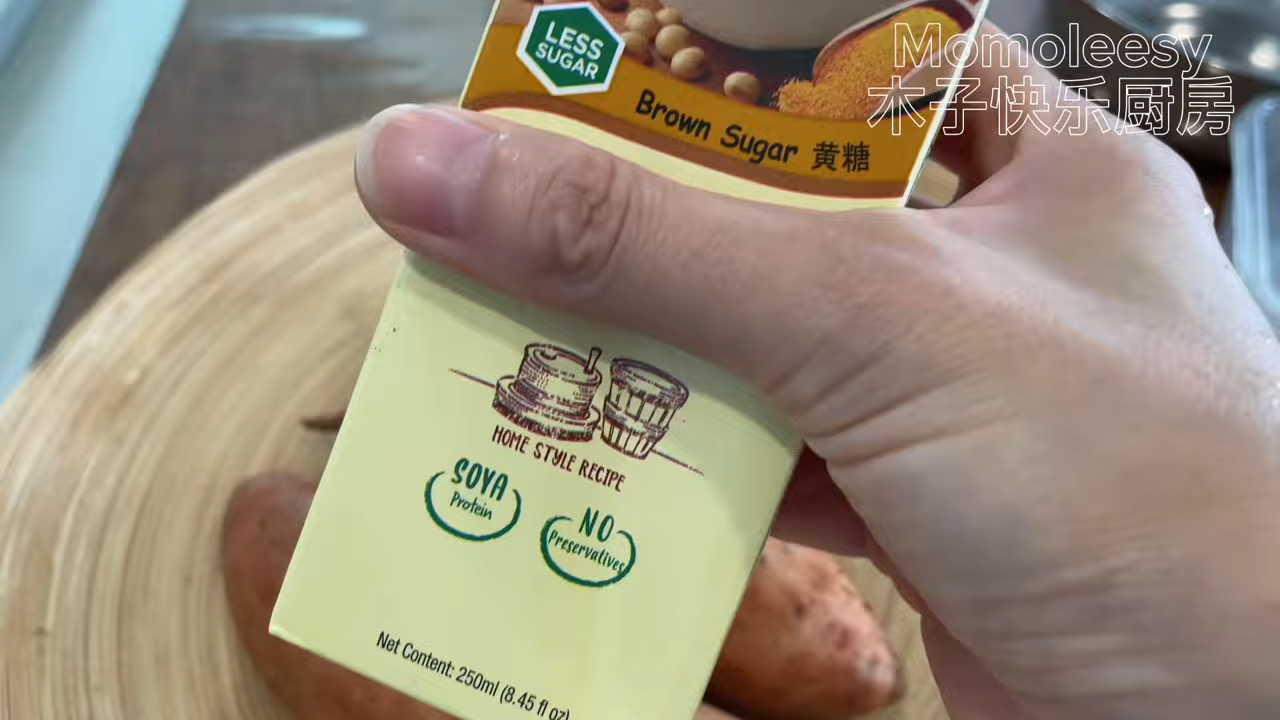 Momoleesy
木子快乐厨房
LESS
SUGAR
Brown Sugar 黄糖
HOME STYLE RECIPE
SOYA
Protein
NO
Preservatives
Net Content: 250ml (8.45 fl oz)